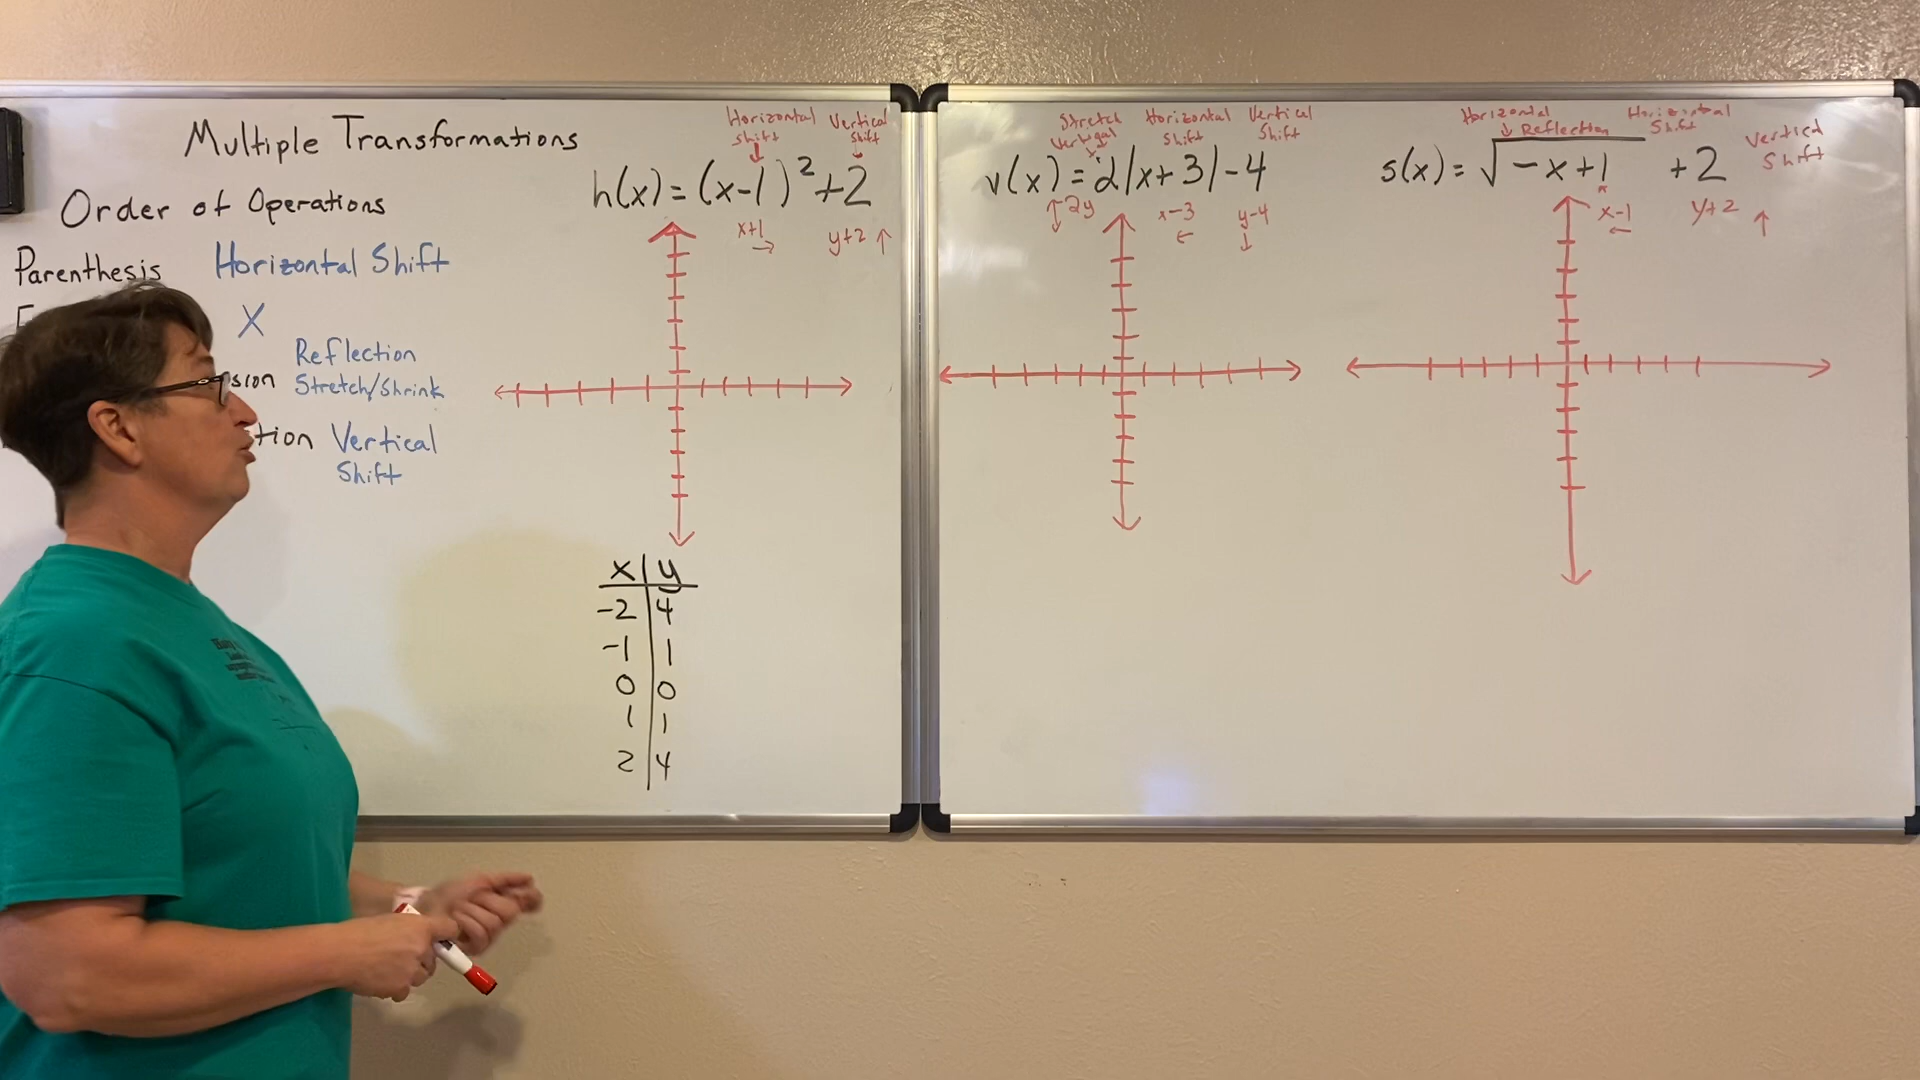 Multiple Transformations
Order of Operations
Parenthesis Horizontal Shift
X
Reflection
sion Stretch/Shrink
tion Vertical
Shift
Horizontal Vertical
Shift Shift
h(x) = (x-1)² +2
x+1 → y+2 ↑
x y
-2 4
-1 1
0 0
1 1
2 4
Stretch Horizontal Vertical
Vertical Shift Shift
v(x) = 2|x+3|-4
↕2y x-3 ← y-4 ↓
Horizontal Horizontal Vertical
↓ Reflection Shift Shift
s(x) = √-x+1 +2
x-1 ← y+2 ↑